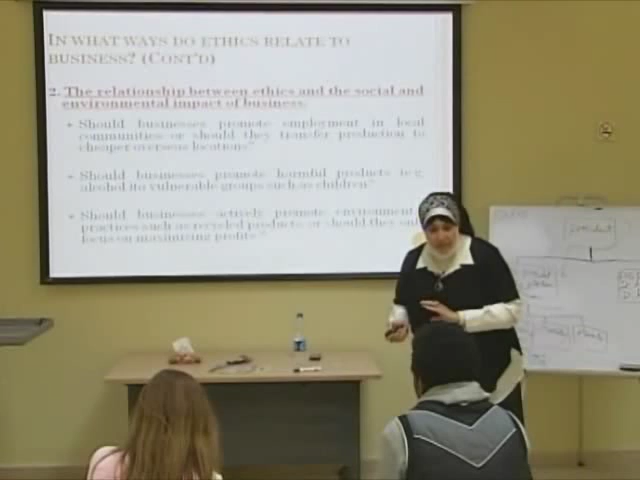 IN WHAT WAYS DO ETHICS RELATE TO
BUSINESS? (CONT'D)
2. The relationship between ethics and the social and
environmental impact of business.
Should businesses promote employment in local
communities or should they transfer production to
cheaper overseas locations"
Should businesses promote harmful products (e.g.
alcohol its vulnerable groups such as children"
Should businesses actively promote environment
practices such as recycled products or should they only
focus on maximizing profits."
president